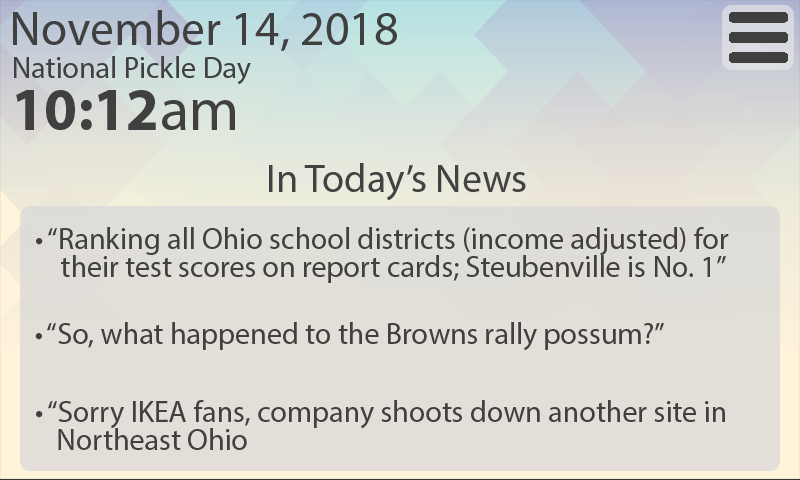 November 14, 2018
National Pickle Day
10:12am
In Today’s News
• “Ranking all Ohio school districts (income adjusted) for
their test scores on report cards; Steubenville is No. 1”
• “So, what happened to the Browns rally possum?”
• “Sorry IKEA fans, company shoots down another site in
Northeast Ohio